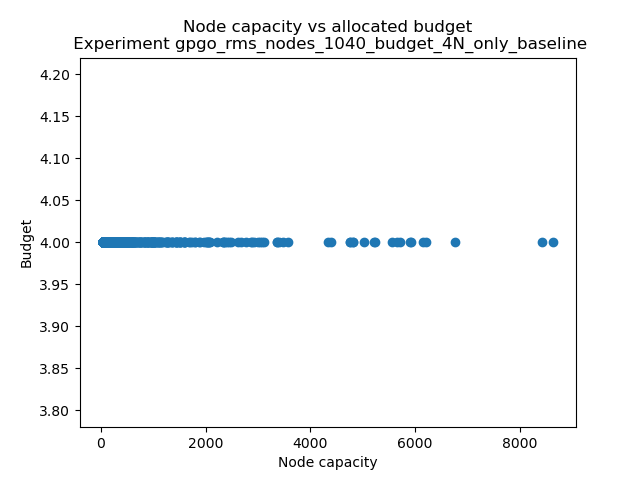 Node capacity vs allocated budget
Experiment gpgo_rms_nodes_1040_budget_4N_only_baseline
4.20
4.15
4.10
4.05
4.00
3.95
3.90
3.85
3.80
Budget
0 2000 4000 6000 8000
Node capacity